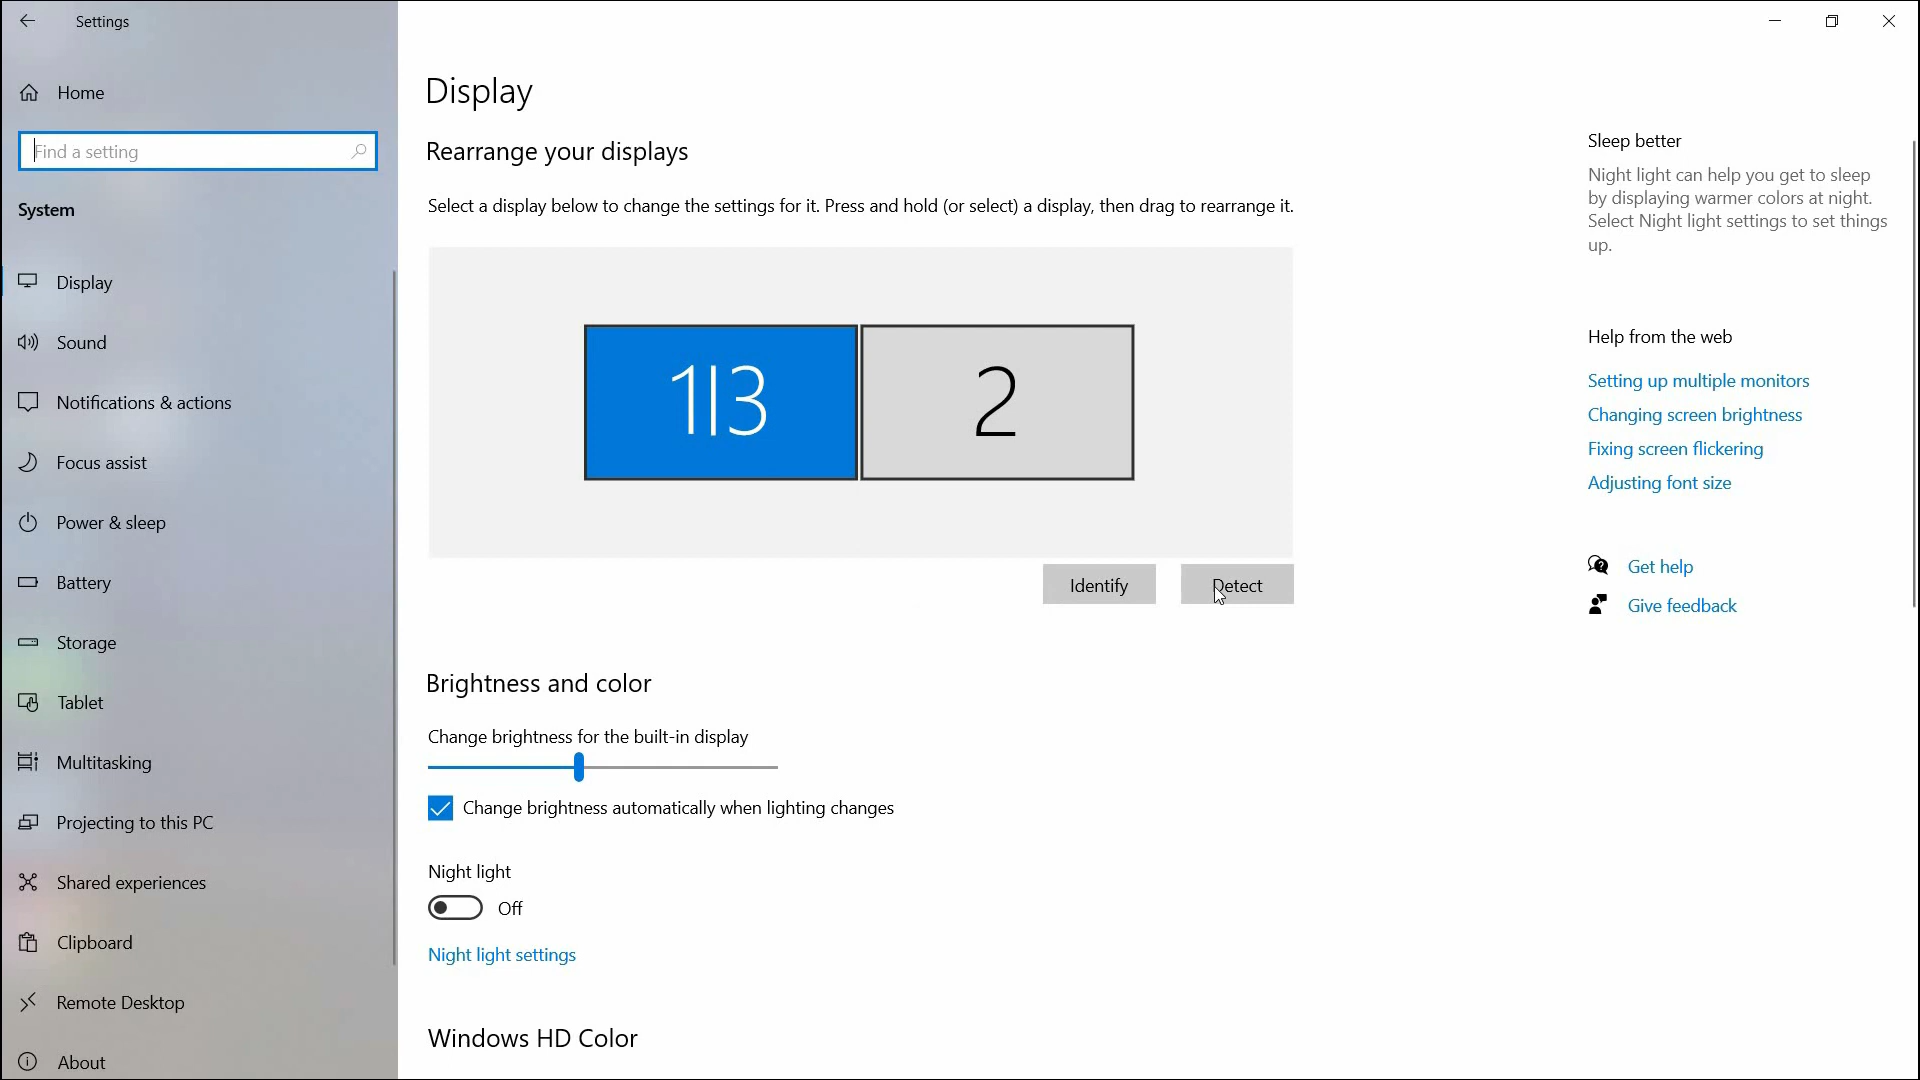 Settings
Home
Find a setting
System
Display
Sound
Notifications & actions
Focus assist
Power & sleep
Battery
Storage
Tablet
Multitasking
Projecting to this PC
Shared experiences
Clipboard
Remote Desktop
About
Display
Rearrange your displays
Select a display below to change the settings for it. Press and hold (or select) a display, then drag to rearrange it.
1|3
2
Identify
Detect
Brightness and color
Change brightness for the built-in display
Change brightness automatically when lighting changes
Night light
Off
Night light settings
Windows HD Color
Sleep better
Night light can help you get to sleep
by displaying warmer colors at night.
Select Night light settings to set things
up.
Help from the web
Setting up multiple monitors
Changing screen brightness
Fixing screen flickering
Adjusting font size
Get help
Give feedback